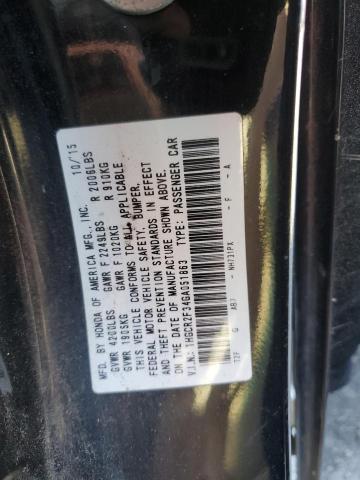 MFD. BY HONDA OF AMERICA MFG., INC. 10/15
GVWR 4200LBS GAWR F 2249LBS R 2006LBS
GVWR 1905KG GAWR F 1020KG R 910KG
THIS VEHICLE CONFORMS TO ALL APPLICABLE
FEDERAL MOTOR VEHICLE SAFETY, BUMPER,
AND THEFT PREVENTION STANDARDS IN EFFECT
ON THE DATE OF MANUFACTURE SHOWN ABOVE.
V.I.N.: 1HGCR2F34GA051863 TYPE: PASSENGER CAR
NH731PX F - A